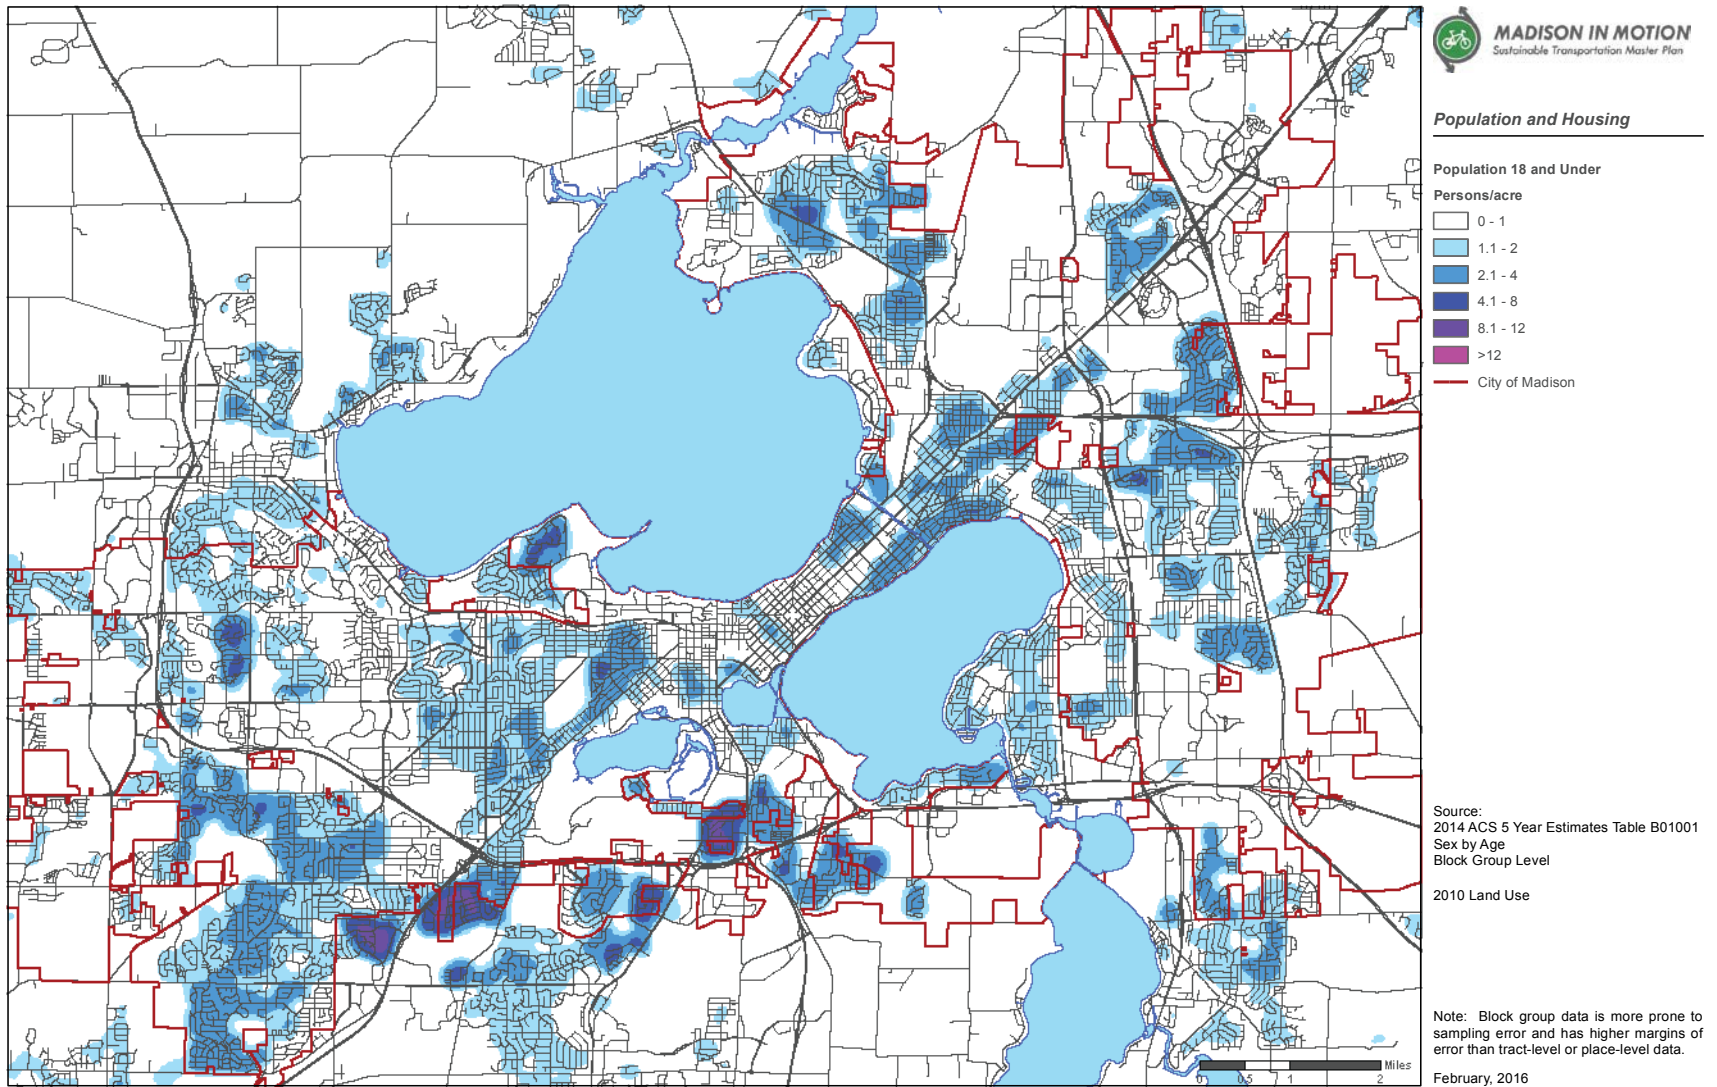 MADISON IN MOTION
Sustainable Transportation Master Plan
Population and Housing
Population 18 and Under
Persons/acre
0 - 1
1.1 - 2
2.1 - 4
4.1 - 8
8.1 - 12
>12
City of Madison
Source:
2014 ACS 5 Year Estimates Table B01001
Sex by Age
Block Group Level
2010 Land Use
Note: Block group data is more prone to
sampling error and has higher margins of
error than tract-level or place-level data.
February, 2016
Miles
0 0.5 1 2